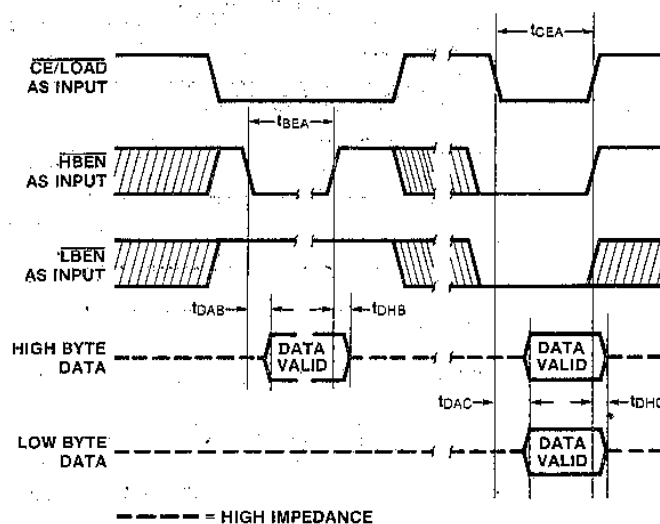 tCEA
CE/LOAD
AS INPUT
tBEA
HBEN
AS INPUT
LBEN
AS INPUT
tDAB
tDHB
HIGH BYTE
DATA
DATA
VALID
DATA
VALID
tDAC
tDHC
LOW BYTE
DATA
DATA
VALID
= HIGH IMPEDANCE